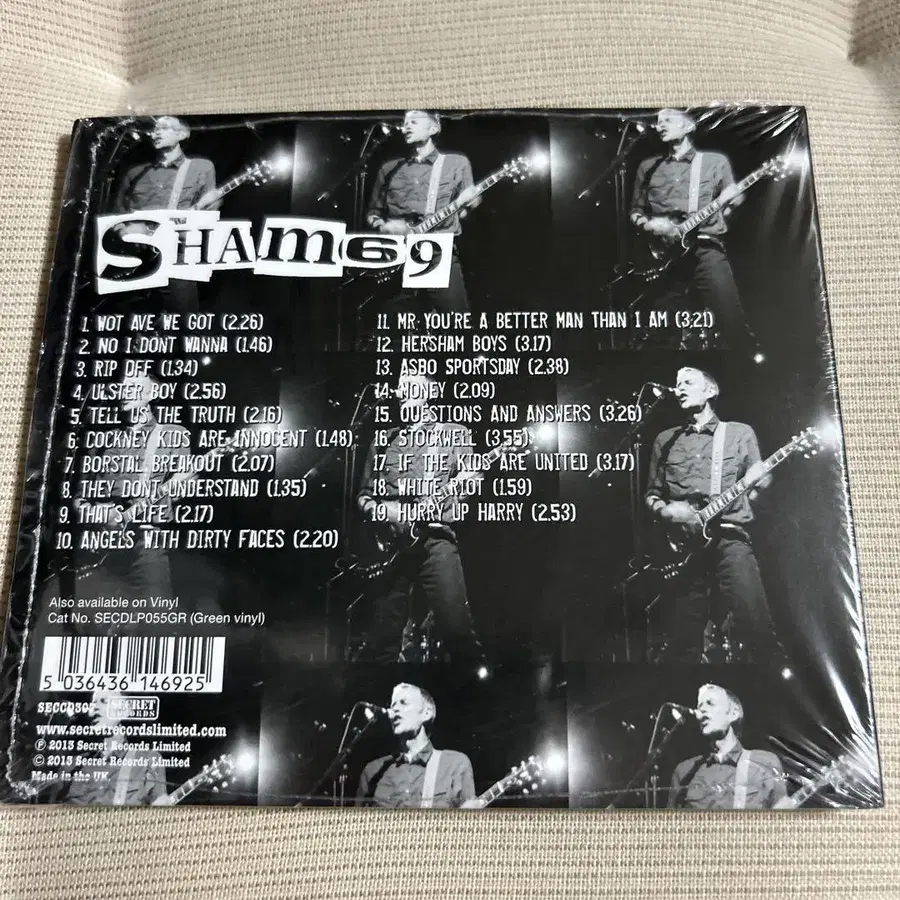 SHAM69
1. WOT AVE WE GOT (2.26)
2. NO I DONT WANNA (1.46)
3. RIP OFF (1.34)
4. ULSTER BOY (2.56)
5. TELL US THE TRUTH (2.16)
6. COCKNEY KIDS ARE INNOCENT (1.48)
7. BORSTAL BREAKOUT (2.07)
8. THEY DONT UNDERSTAND (1.35)
9. THAT'S LIFE (2.17)
10. ANGELS WITH DIRTY FACES (2.20)
11. MR YOU'RE A BETTER MAN THAN I AM (3.21)
12. HERSHAM BOYS (3.17)
13. ASBO SPORTSDAY (2.38)
14. MONEY (2.09)
15. QUESTIONS AND ANSWERS (3.26)
16. STOCKWELL (3.55)
17. IF THE KIDS ARE UNITED (3.17)
18. WHITE RIOT (1.59)
19. HURRY UP HARRY (2.53)
Also available on Vinyl
Cat No. SECDLP055GR (Green vinyl)
5 036436 146925
SECCD307 SECRET RECORDS
www.secretrecordslimited.com
℗ 2013 Secret Records Limited
© 2013 Secret Records Limited
Made in the UK.